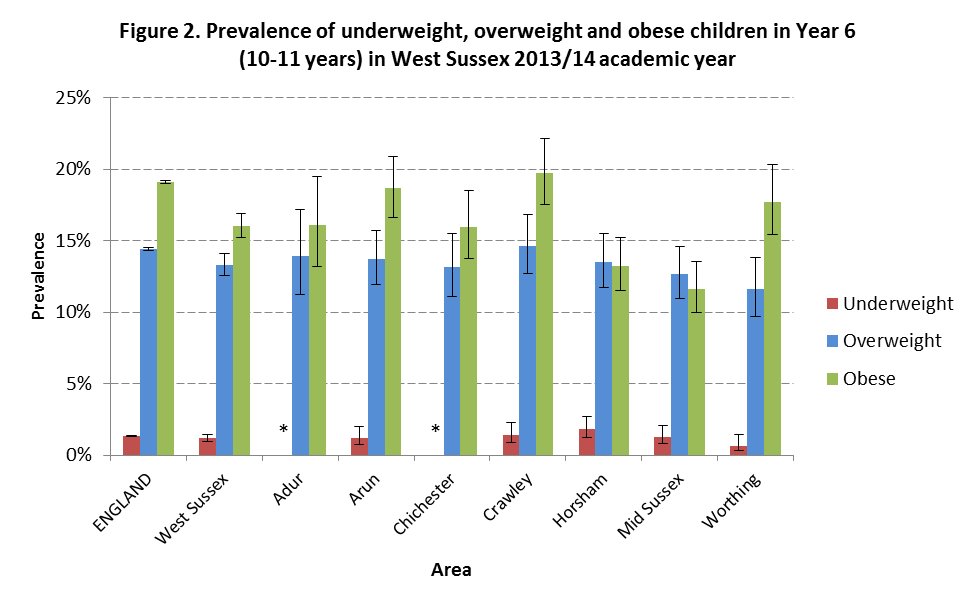 Figure 2. Prevalence of underweight, overweight and obese children in Year 6
(10-11 years) in West Sussex 2013/14 academic year
25%
20%
15%
10%
5%
0%
Prevalence
*
*
ENGLAND
West Sussex
Adur
Arun
Chichester
Crawley
Horsham
Mid Sussex
Worthing
Area
Underweight
Overweight
Obese